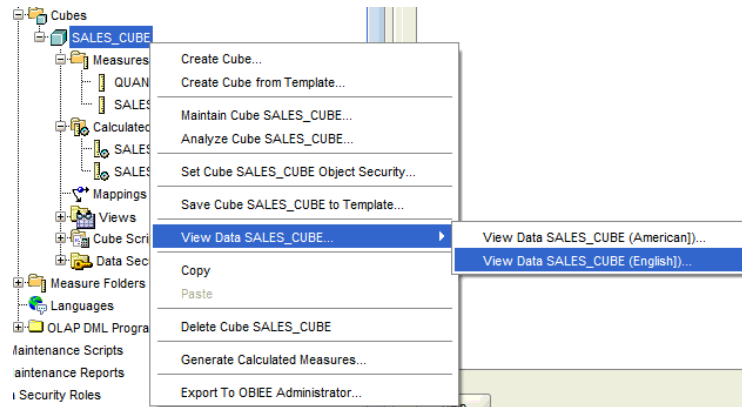 Cubes
SALES_CUBE
Measures
QUAN
SALES
Calculated
SALES
SALES
Mappings
Views
Cube Scri
Data Sec
Measure Folders
Languages
OLAP DML Progra
Maintenance Scripts
aintenance Reports
Security Roles
Create Cube...
Create Cube from Template...
Maintain Cube SALES_CUBE...
Analyze Cube SALES_CUBE...
Set Cube SALES_CUBE Object Security...
Save Cube SALES_CUBE to Template...
View Data SALES_CUBE...
Copy
Paste
Delete Cube SALES_CUBE
Generate Calculated Measures...
Export To OBIEE Administrator...
View Data SALES_CUBE (American])...
View Data SALES_CUBE (English])...